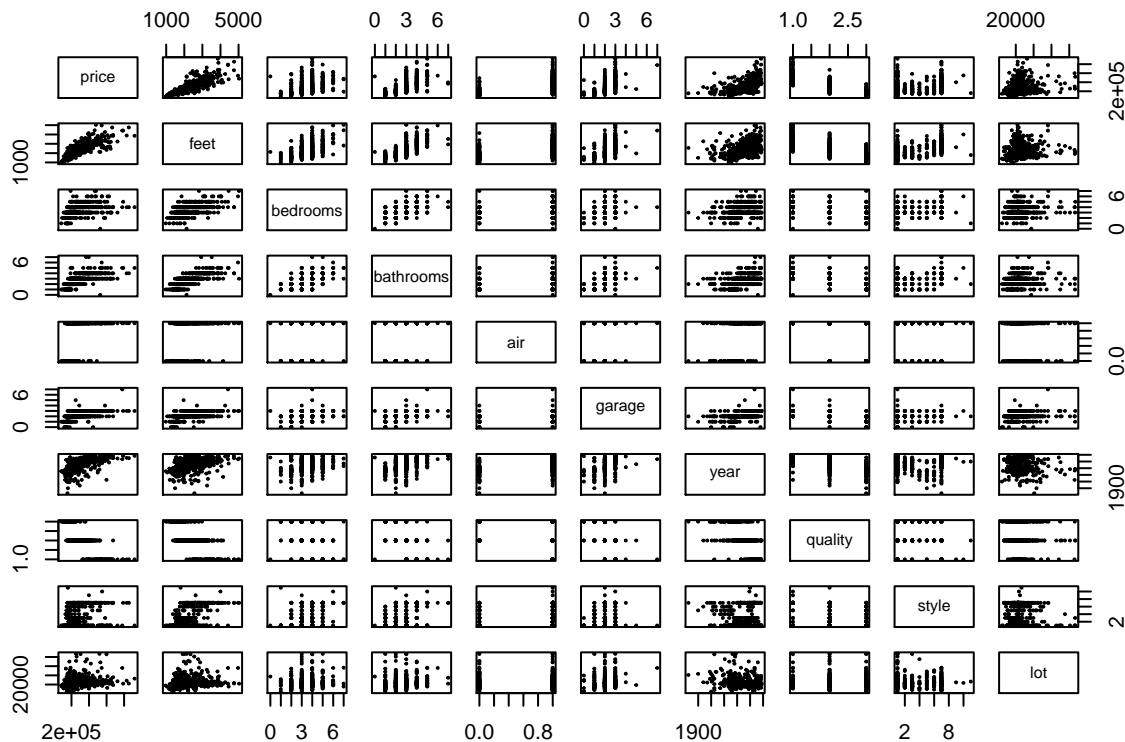 1000 5000 0 3 6 0 3 6 1.0 2.5 20000
price 2e+05
1000 feet
bedrooms 0 6
0 6 bathrooms
air 0.0
0 6 garage
year 1900
1.0 quality
style 2
20000 lot
2e+05 0 3 6 0.0 0.8 1900 2 8